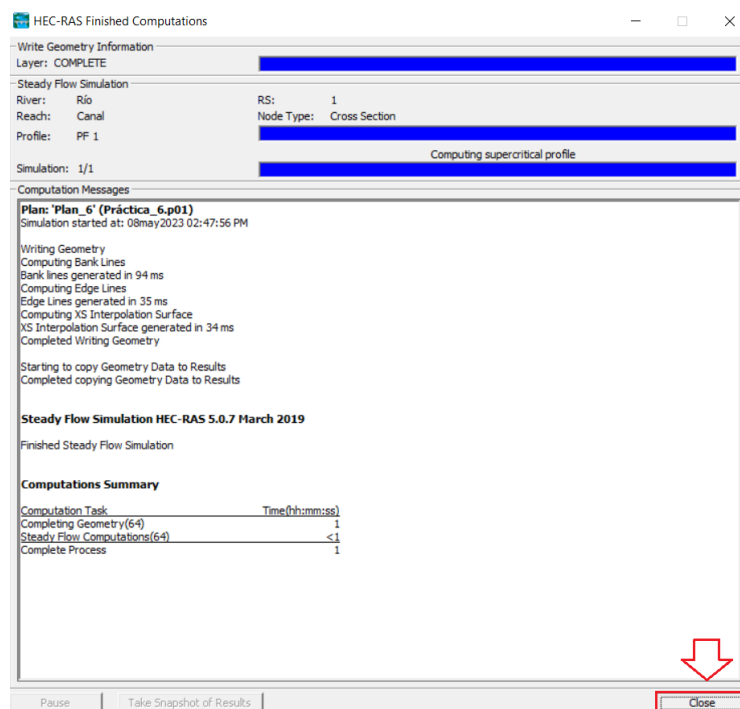 HEC-RAS Finished Computations
Write Geometry Information
Layer: COMPLETE
Steady Flow Simulation
River: Río RS: 1
Reach: Canal Node Type: Cross Section
Profile: PF 1
Computing supercritical profile
Simulation: 1/1
Computation Messages
Plan: 'Plan_6' (Práctica_6.p01)
Simulation started at: 08may2023 02:47:56 PM
Writing Geometry
Computing Bank Lines
Bank lines generated in 94 ms
Computing Edge Lines
Edge Lines generated in 35 ms
Computing XS Interpolation Surface
XS Interpolation Surface generated in 34 ms
Completed Writing Geometry
Starting to copy Geometry Data to Results
Completed copying Geometry Data to Results
Steady Flow Simulation HEC-RAS 5.0.7 March 2019
Finished Steady Flow Simulation
Computations Summary
Computation Task Time(hh:mm:ss)
Completing Geometry(64) 1
Steady Flow Computations(64) <1
Complete Process 1
Pause Take Snapshot of Results Close